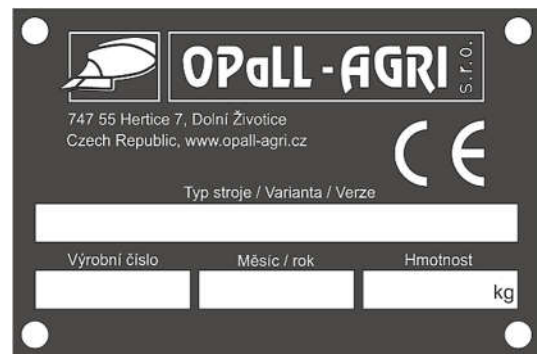 OPaLL-AGRI s.r.o.
747 55 Hertice 7, Dolní Životice
Czech Republic, www.opall-agri.cz
CE
Typ stroje / Varianta / Verze
Výrobní číslo Měsíc / rok Hmotnost
kg